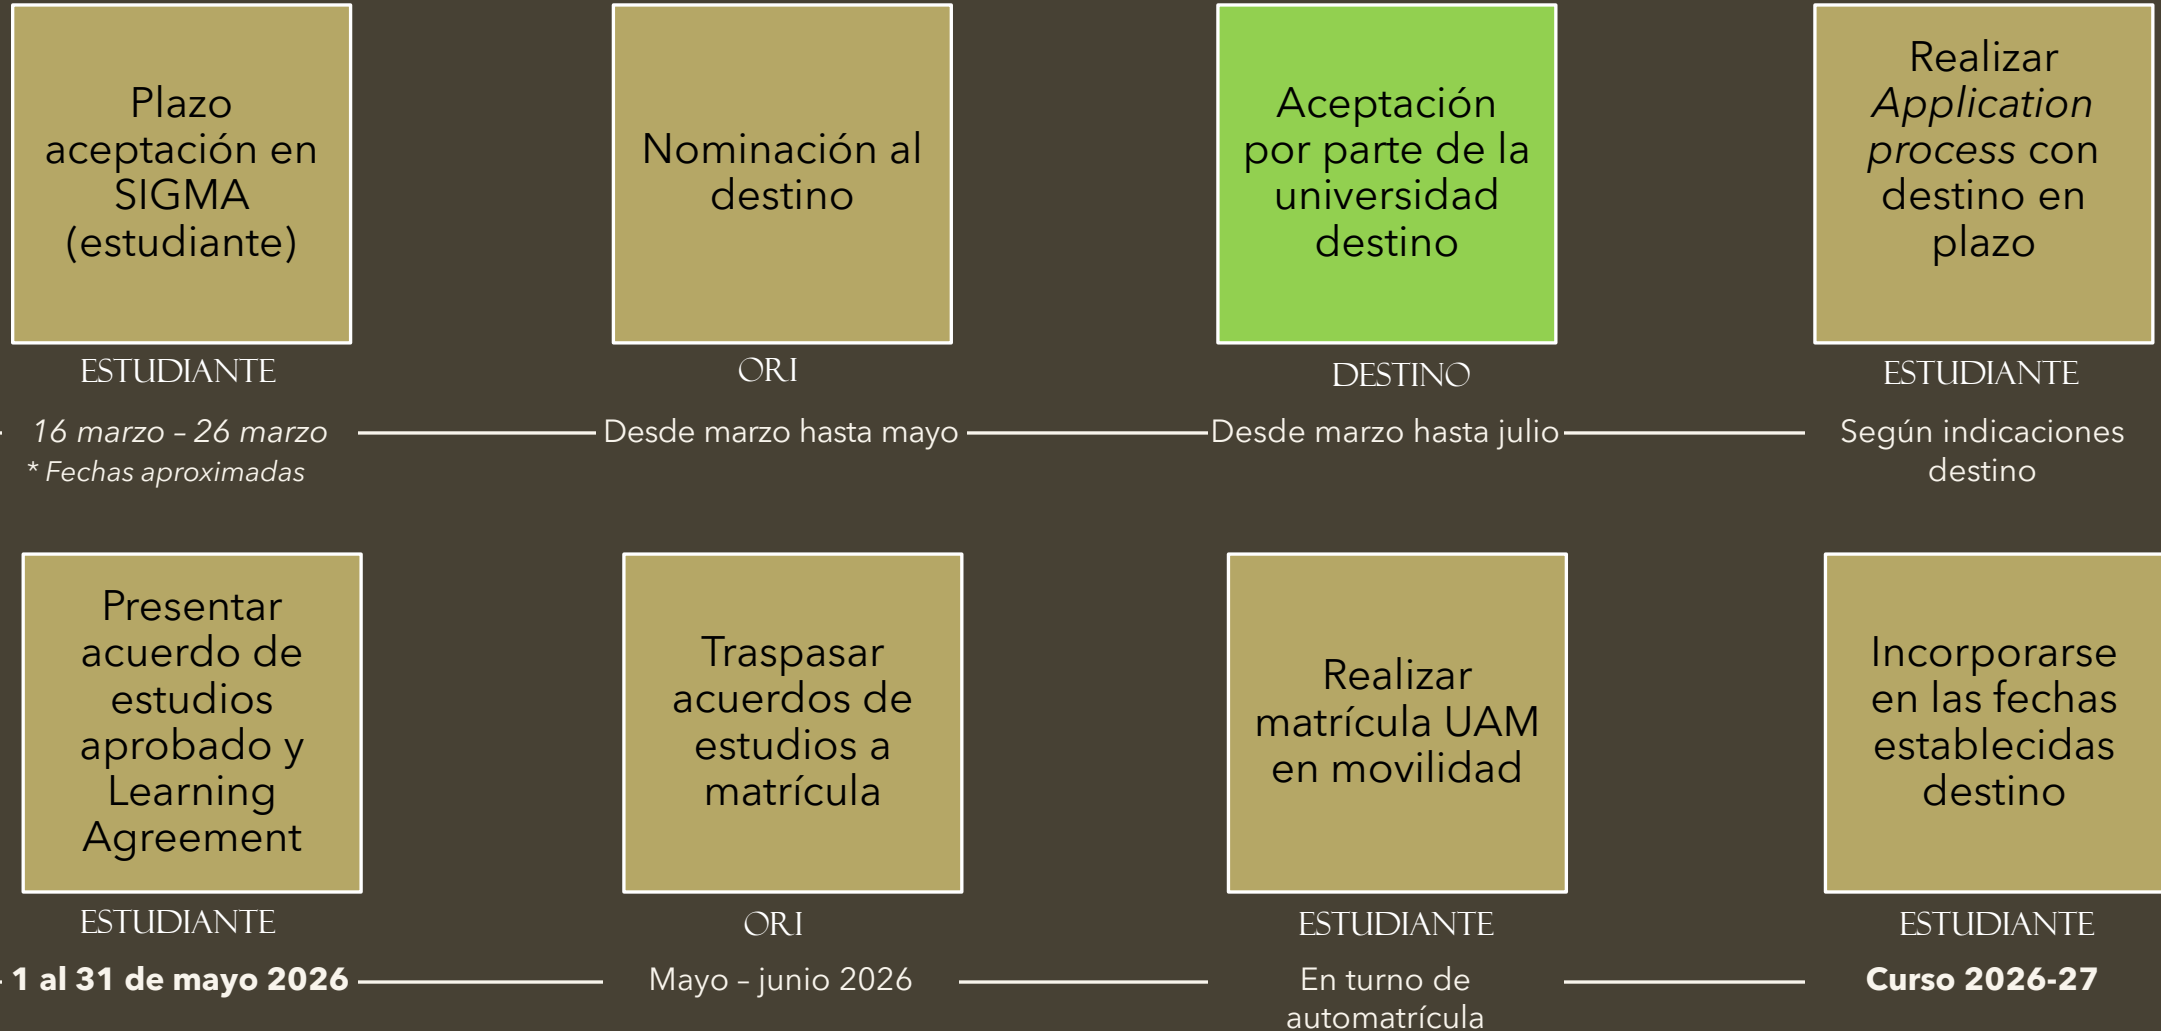 Plazo
aceptación en
SIGMA
(estudiante)
ESTUDIANTE
16 marzo – 26 marzo
* Fechas aproximadas
Nominación al
destino
ORI
Desde marzo hasta mayo
Aceptación
por parte de la
universidad
destino
DESTINO
Desde marzo hasta julio
Realizar
Application
process con
destino en
plazo
ESTUDIANTE
Según indicaciones
destino
Presentar
acuerdo de
estudios
aprobado y
Learning
Agreement
ESTUDIANTE
1 al 31 de mayo 2026
Traspasar
acuerdos de
estudios a
matrícula
ORI
Mayo – junio 2026
Realizar
matrícula UAM
en movilidad
ESTUDIANTE
En turno de
automatrícula
Incorporarse
en las fechas
establecidas
destino
ESTUDIANTE
Curso 2026-27